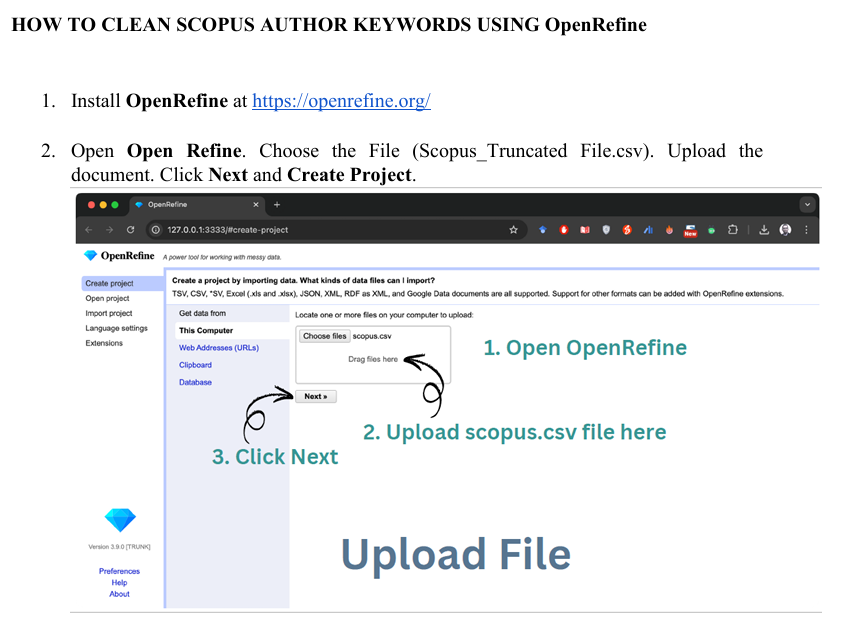 HOW TO CLEAN SCOPUS AUTHOR KEYWORDS USING OpenRefine
1. Install OpenRefine at https://openrefine.org/
2. Open Open Refine. Choose the File (Scopus_Truncated File.csv). Upload the
document. Click Next and Create Project.
OpenRefine
127.0.0.1:3333/#create-project
New
OpenRefine A power tool for working with messy data.
Create project
Open project
Import project
Language settings
Extensions
Create a project by importing data. What kinds of data files can I import?
TSV, CSV, *SV, Excel (.xls and .xlsx), JSON, XML, RDF as XML, and Google Data documents are all supported. Support for other formats can be added with OpenRefine extensions.
Get data from
This Computer
Web Addresses (URLs)
Clipboard
Database
Locate one or more files on your computer to upload:
Choose files scopus.csv
Drag files here
Next »
1. Open OpenRefine
2. Upload scopus.csv file here
3. Click Next
Upload File
Version 3.9.0 [TRUNK]
Preferences
Help
About